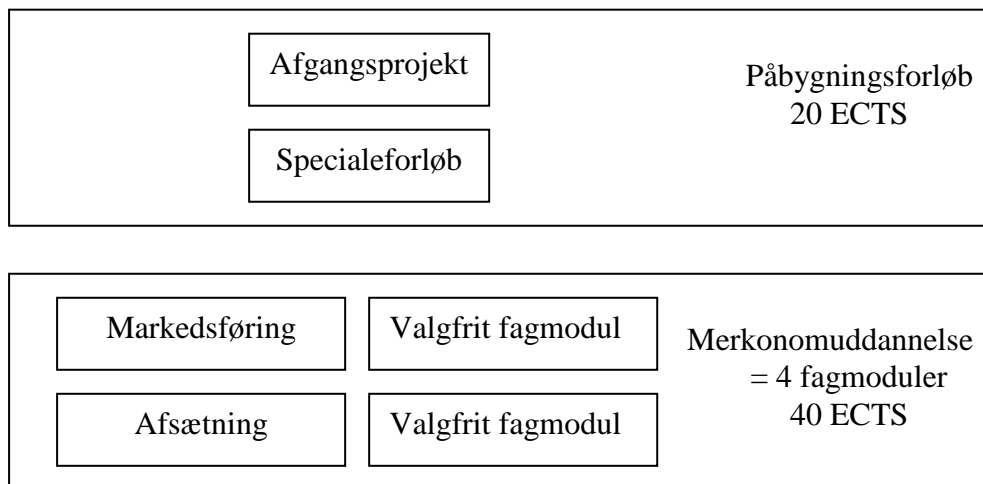 Afgangsprojekt
Specialeforløb
Påbygningsforløb
20 ECTS
Markedsføring
Valgfrit fagmodul
Afsætning
Valgfrit fagmodul
Merkonomuddannelse
= 4 fagmoduler
40 ECTS